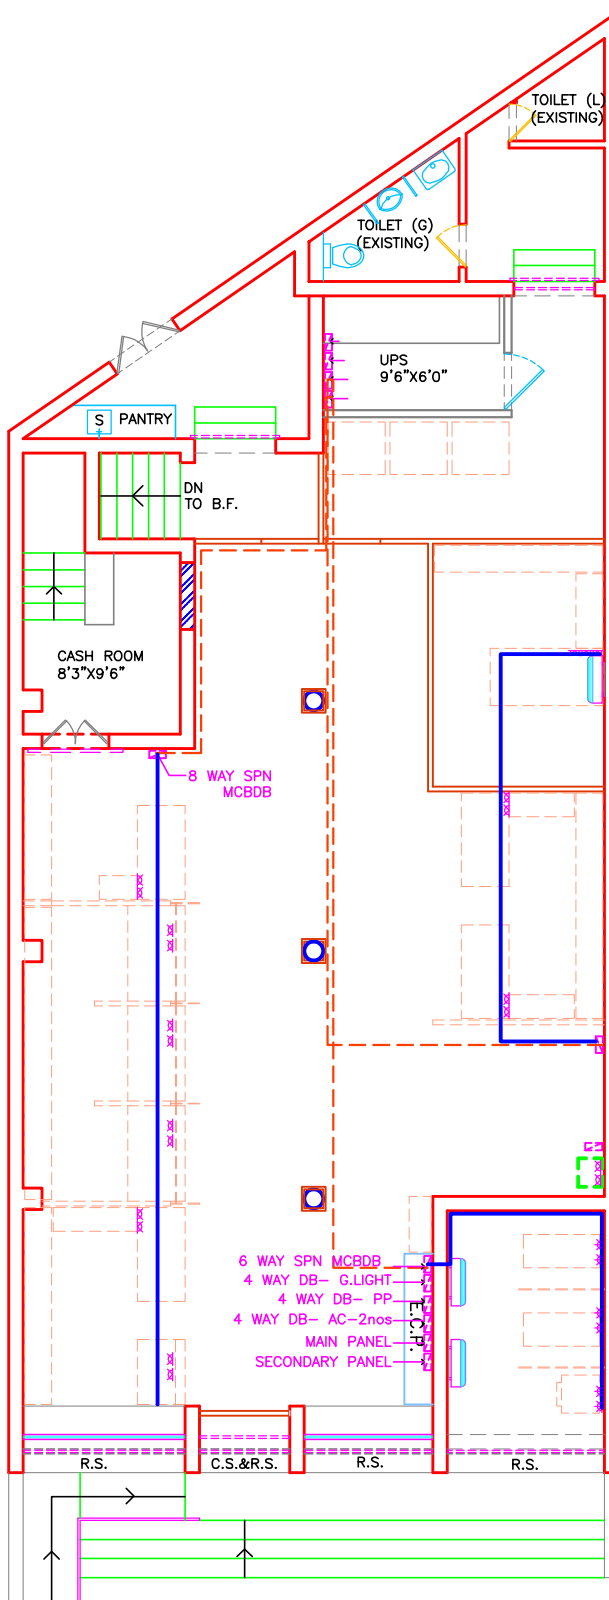 TOILET (L)
(EXISTING)
TOILET (G)
(EXISTING)
UPS
9'6"X6'0"
S PANTRY
DN
TO B.F.
CASH ROOM
8'3"X9'6"
8 WAY SPN
MCBDB
6 WAY SPN MCBDB
4 WAY DB- G.LIGHT
4 WAY DB- PP
4 WAY DB- AC-2nos
MAIN PANEL
SECONDARY PANEL
E.C.P.
R.S.
C.S.&R.S.
R.S.
R.S.